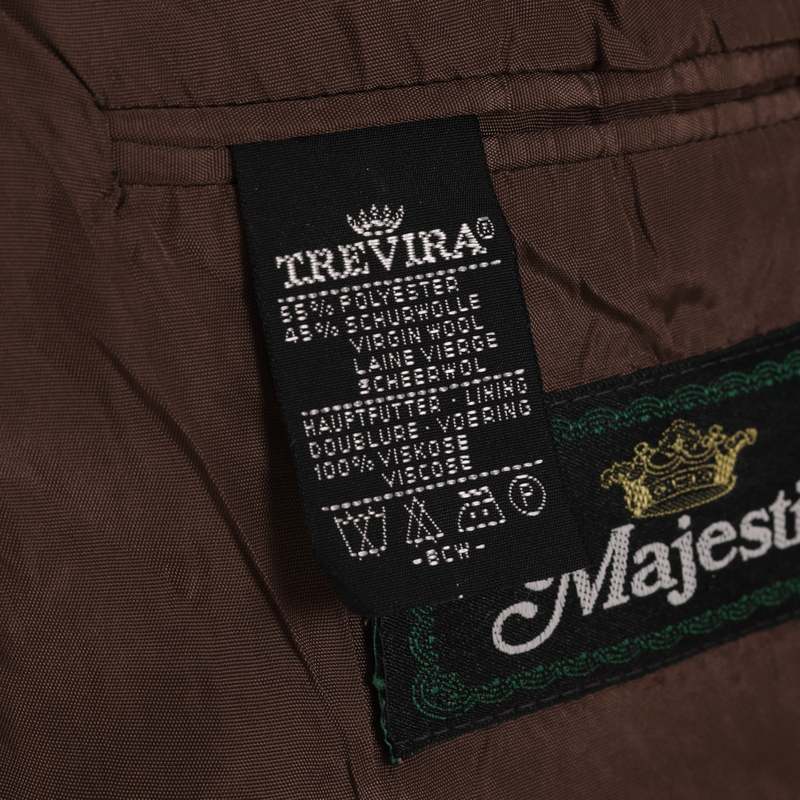 TREVIRA®
55% POLYESTER
45% SCHURWOLLE
VIRGIN WOOL
LAINE VIERGE
SCHEERWOL
HAUPTFUTTER · LINING
DOUBLURE · VOERING
100% VISKOSE
VISCOSE
P
Majesti